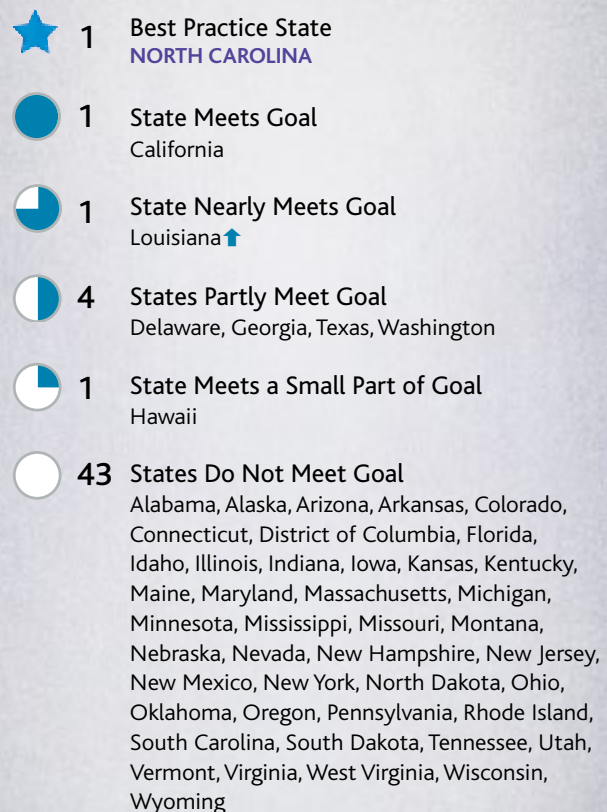 1 Best Practice State
NORTH CAROLINA
1 State Meets Goal
California
1 State Nearly Meets Goal
Louisiana⬆
4 States Partly Meet Goal
Delaware, Georgia, Texas, Washington
1 State Meets a Small Part of Goal
Hawaii
43 States Do Not Meet Goal
Alabama, Alaska, Arizona, Arkansas, Colorado,
Connecticut, District of Columbia, Florida,
Idaho, Illinois, Indiana, Iowa, Kansas, Kentucky,
Maine, Maryland, Massachusetts, Michigan,
Minnesota, Mississippi, Missouri, Montana,
Nebraska, Nevada, New Hampshire, New Jersey,
New Mexico, New York, North Dakota, Ohio,
Oklahoma, Oregon, Pennsylvania, Rhode Island,
South Carolina, South Dakota, Tennessee, Utah,
Vermont, Virginia, West Virginia, Wisconsin,
Wyoming